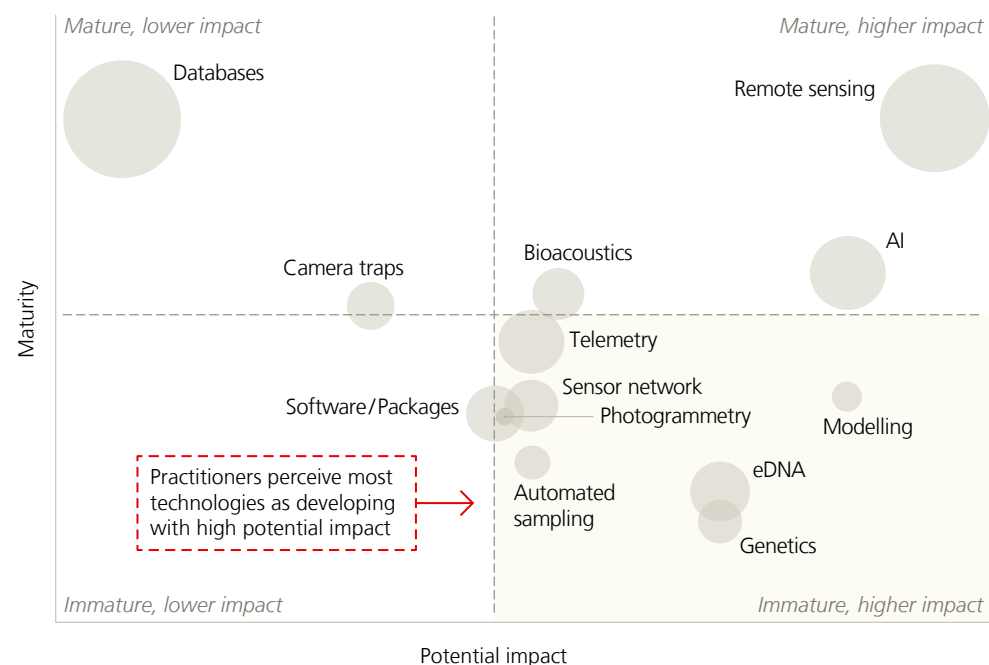 Mature, lower impact
Mature, higher impact
Databases
Remote sensing
AI
Bioacoustics
Camera traps
Maturity
Telemetry
Sensor network
Software/Packages
Photogrammetry
Modelling
eDNA
Practitioners perceive most
technologies as developing
with high potential impact
Automated
sampling
Genetics
Immature, lower impact
Immature, higher impact
Potential impact